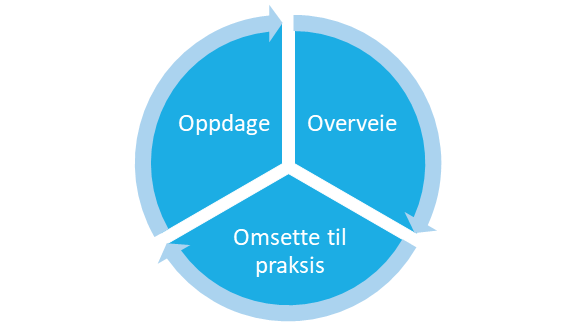 Oppdage
Overveie
Omsette til
praksis